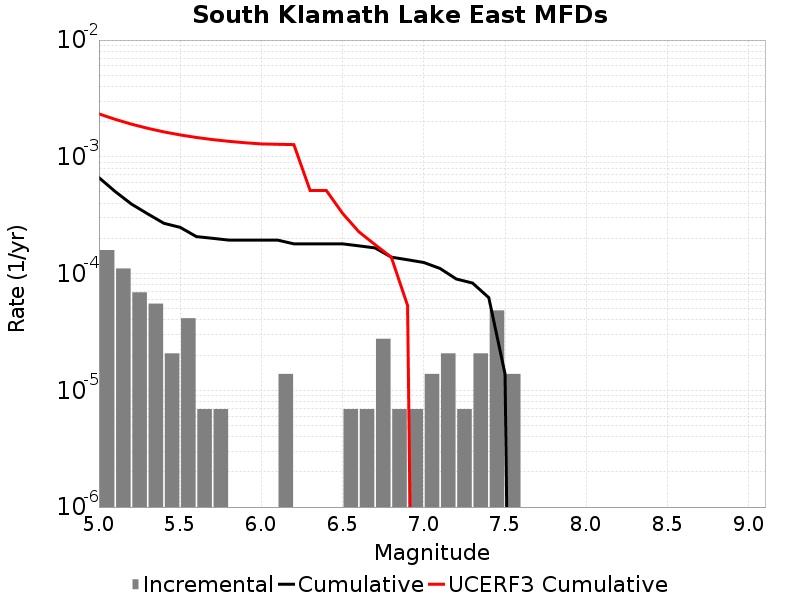 South Klamath Lake East MFDs
10-2
10-3
10-4
10-5
10-6
Rate (1/yr)
5.0 5.5 6.0 6.5 7.0 7.5 8.0 8.5 9.0
Magnitude
Incremental Cumulative UCERF3 Cumulative